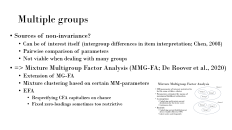 Multiple groups
• Sources of non-invariance?
• Can be of interest itself (intergroup differences in item interpretation; Chen, 2008)
• Pairwise comparison of parameters
• Not viable when dealing with many groups
• => Mixture Multigroup Factor Analysis (MMG-FA; De Roover et al., 2020)
• Extension of MG-FA
• Mixture clustering based on certain MM-parameters
• EFA
• Respecifying CFA capitalizes on chance
• Fixed zero-loadings sometimes too restrictive
Mixture Multigroup Factor Analysis